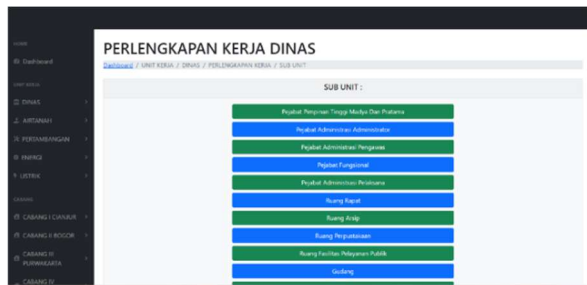 HOME
Dashboard
UNIT KERJA
DINAS
AIRTANAH
PERTAMBANGAN
ENERGI
LISTRIK
CABANG
CABANG I CIANJUR
CABANG II BOGOR
CABANG III
PURWAKARTA
CABANG IV
PERLENGKAPAN KERJA DINAS
Dashboard / UNIT KERJA / DINAS / PERLENGKAPAN KERJA / SUB UNIT
SUB UNIT :
Pejabat Pimpinan Tinggi Madya Dan Pratama
Pejabat Administrasi Administrator
Pejabat Administrasi Pengawas
Pejabat Fungsional
Pejabat Administrasi Pelaksana
Ruang Rapat
Ruang Arsip
Ruang Perpustakaan
Ruang Fasilitas Pelayanan Publik
Gudang